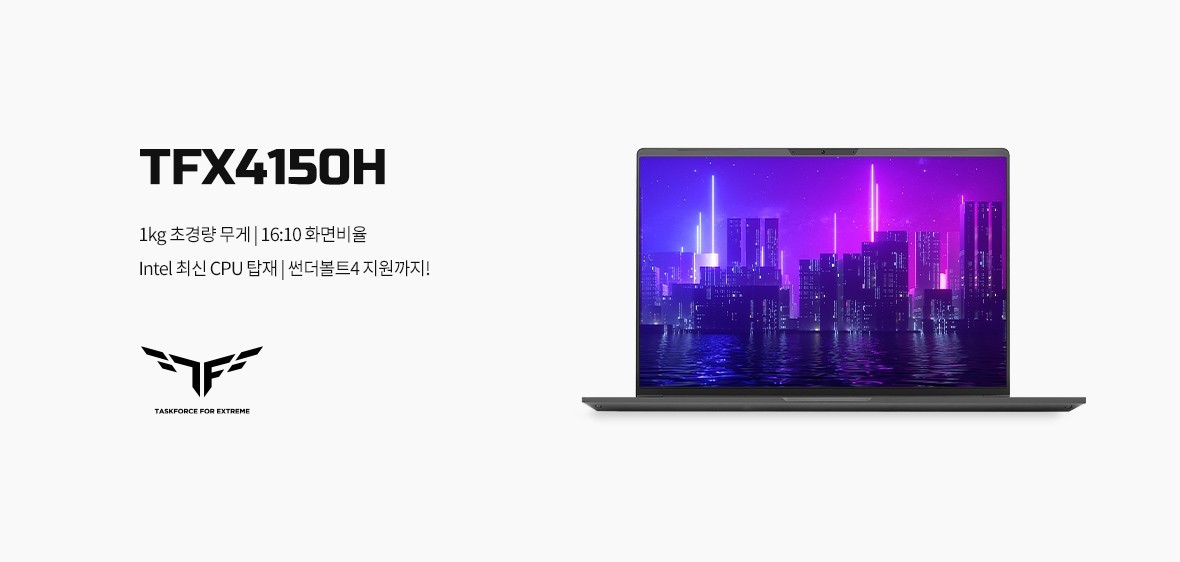 TFX4150H
1kg 초경량 무게 | 16:10 화면비율
Intel 최신 CPU 탑재 | 썬더볼트4 지원까지!
TF
TASKFORCE FOR EXTREME